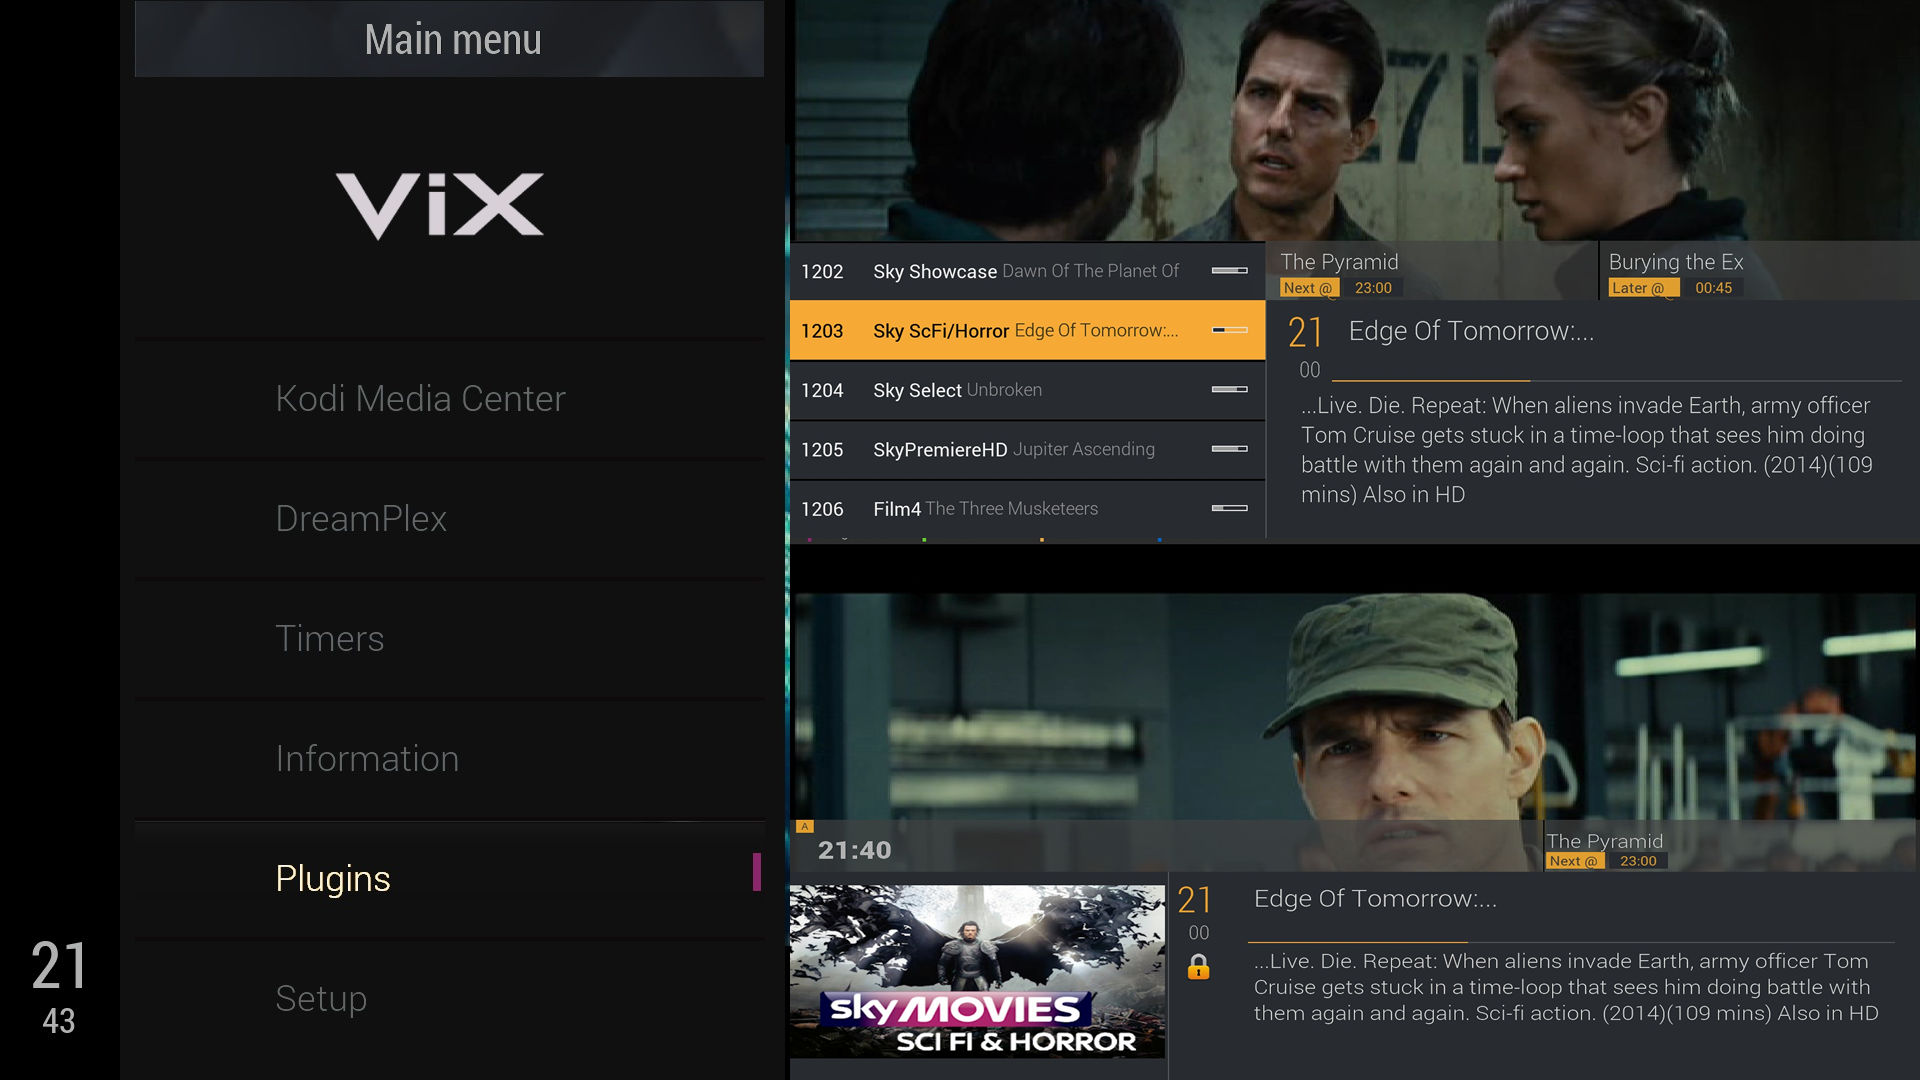 Main menu
ViX
Kodi Media Center
DreamPlex
Timers
Information
Plugins
Setup
21
43
1202 Sky Showcase Dawn Of The Planet Of
1203 Sky ScFi/Horror Edge Of Tomorrow:...
1204 Sky Select Unbroken
1205 SkyPremiereHD Jupiter Ascending
1206 Film4 The Three Musketeers
The Pyramid
Next @ 23:00
Burying the Ex
Later @ 00:45
21 Edge Of Tomorrow:...
00
...Live. Die. Repeat: When aliens invade Earth, army officer
Tom Cruise gets stuck in a time-loop that sees him doing
battle with them again and again. Sci-fi action. (2014)(109
mins) Also in HD
A
21:40
The Pyramid
Next @ 23:00
sky MOVIES
SCI FI & HORROR
21 Edge Of Tomorrow:...
00
...Live. Die. Repeat: When aliens invade Earth, army officer Tom
Cruise gets stuck in a time-loop that sees him doing battle with
them again and again. Sci-fi action. (2014)(109 mins) Also in HD